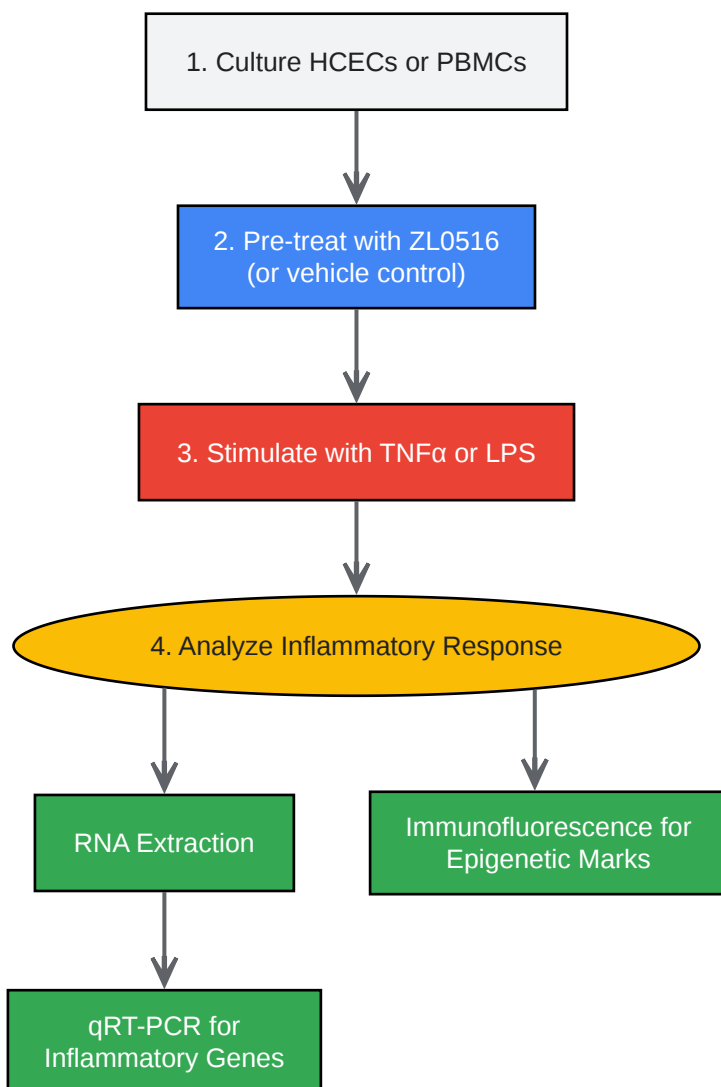 1. Culture HCECs or PBMCs
2. Pre-treat with ZL0516
(or vehicle control)
3. Stimulate with TNFα or LPS
4. Analyze Inflammatory Response
RNA Extraction
Immunofluorescence for
Epigenetic Marks
qRT-PCR for
Inflammatory Genes